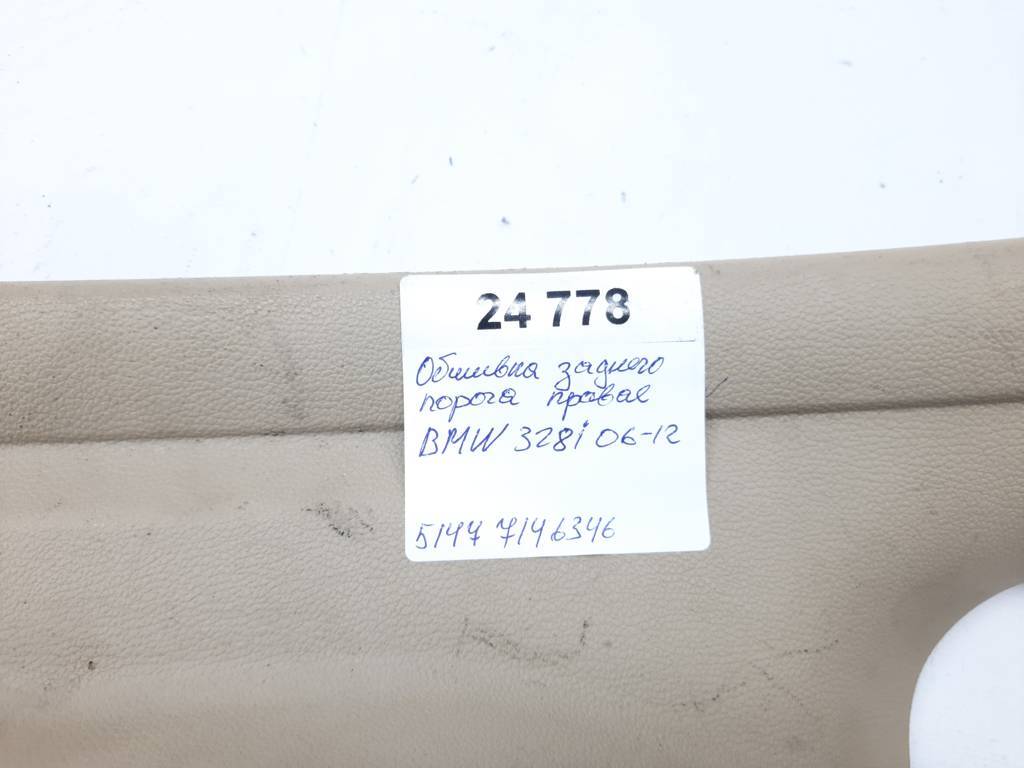 24 778
Обшивка заднего
порога правая
BMW 328i 06-12
5147 7146346